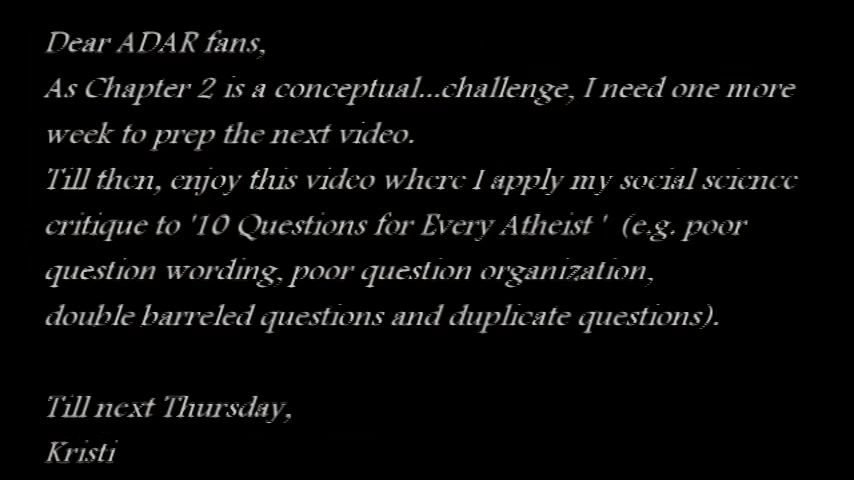 Dear ADAR fans,
As Chapter 2 is a conceptual...challenge, I need one more
week to prep the next video.
Till then, enjoy this video where I apply my social science
critique to '10 Questions for Every Atheist ' (e.g. poor
question wording, poor question organization,
double barreled questions and duplicate questions).
Till next Thursday,
Kristi